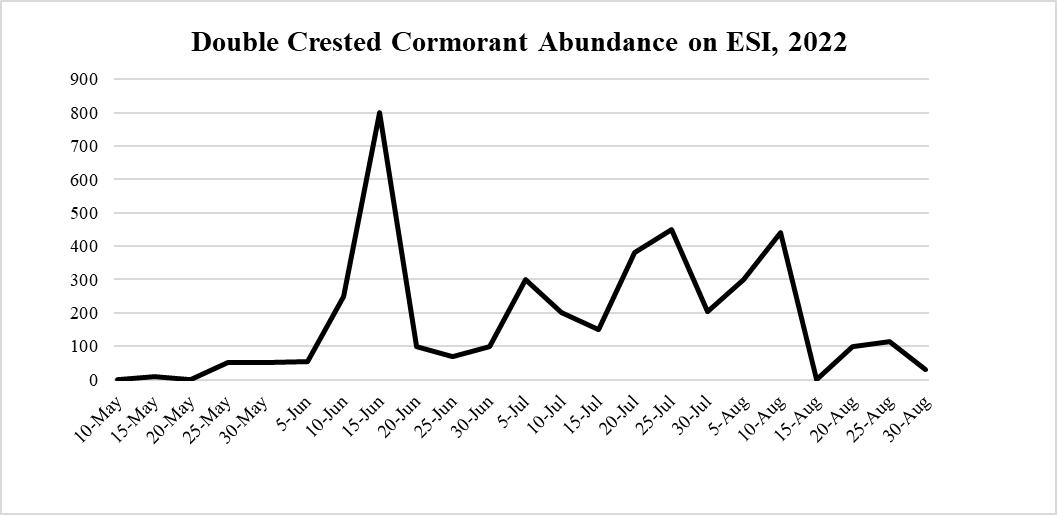 Double Crested Cormorant Abundance on ESI, 2022
900
800
700
600
500
400
300
200
100
0
10-May
15-May
20-May
25-May
30-May
5-Jun
10-Jun
15-Jun
20-Jun
25-Jun
30-Jun
5-Jul
10-Jul
15-Jul
20-Jul
25-Jul
30-Jul
5-Aug
10-Aug
15-Aug
20-Aug
25-Aug
30-Aug